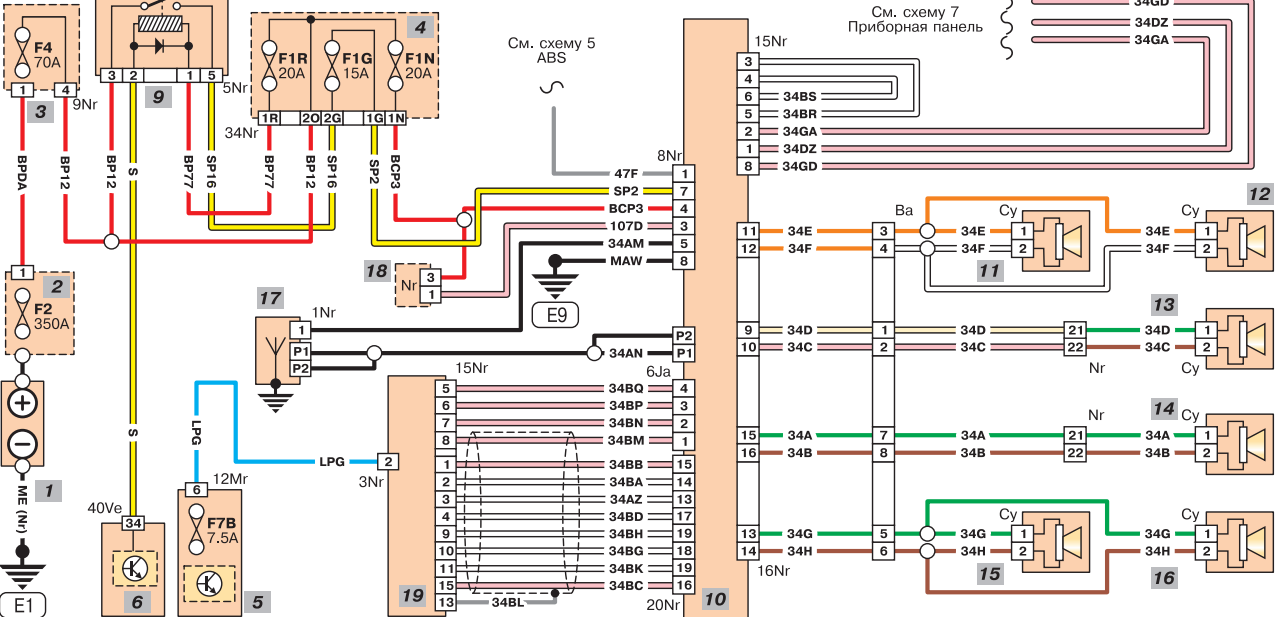 F4
70A
1
4
9Nr
3
3
2
1
5
5Nr
9
F1R
20A
F1G
15A
F1N
20A
4
1R
2O
2G
1G
1N
34Nr
BPDA
BP12
BP12
S
BP77
SP16
BP77
BP12
SP16
SP2
BCP3
См. схему 5
ABS
См. схему 7
Приборная панель
34GD
34DZ
34GA
15Nr
3
4
6
34BS
5
34BR
2
34GA
1
34DZ
8
34GD
8Nr
47F
1
SP2
7
BCP3
4
107D
3
34AM
5
MAW
8
E9
18
Nr
3
1
17
1Nr
1
P1
P2
34AN
P2
P1
1
2
F2
350A
+
−
1
ME (Nr)
E1
S
40Ve
34
6
LPG
12Mr
6
F7B
7.5A
5
LPG
2
3Nr
15Nr
6Ja
5
34BQ
4
6
34BP
3
7
34BN
2
8
34BM
1
1
34BB
15
2
34BA
14
3
34AZ
13
4
34BD
17
9
34BH
19
10
34BG
18
11
34BK
19
15
34BC
16
13
34BL
20Nr
19
10
Ba
Cy
Cy
12
11
34E
3
34E
1
34E
1
12
34F
4
34F
2
34F
2
11
13
9
34D
1
34D
21
34D
1
10
34C
2
34C
22
34C
2
Nr
Cy
Nr
14
Cy
15
34A
7
34A
21
34A
1
16
34B
8
34B
22
34B
2
Cy
Cy
13
34G
5
34G
1
34G
1
14
34H
6
34H
2
34H
2
16Nr
15
16